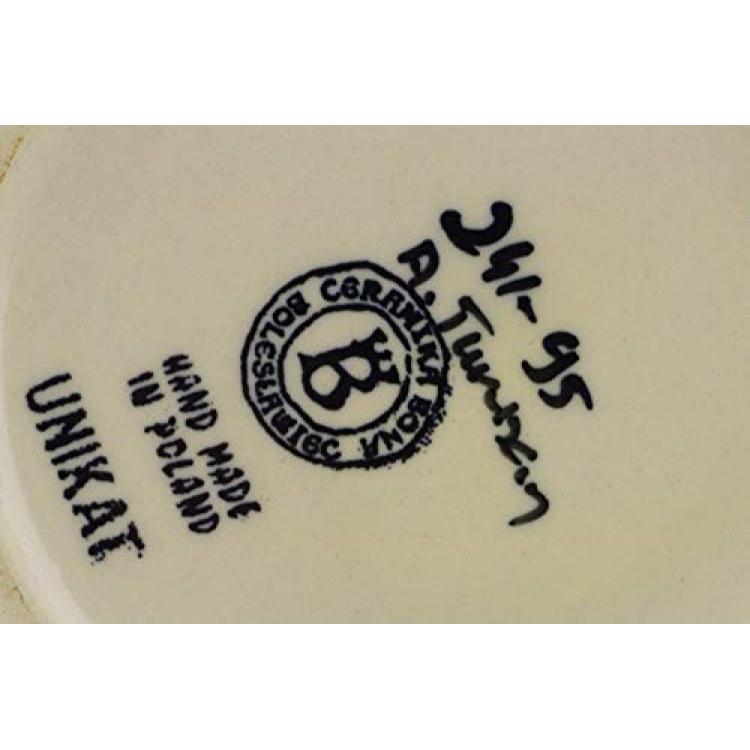 241-95
A.
CERAMIKA BONA
BOLESŁAWIEC
B
HAND MADE
IN POLAND
UNIKAT